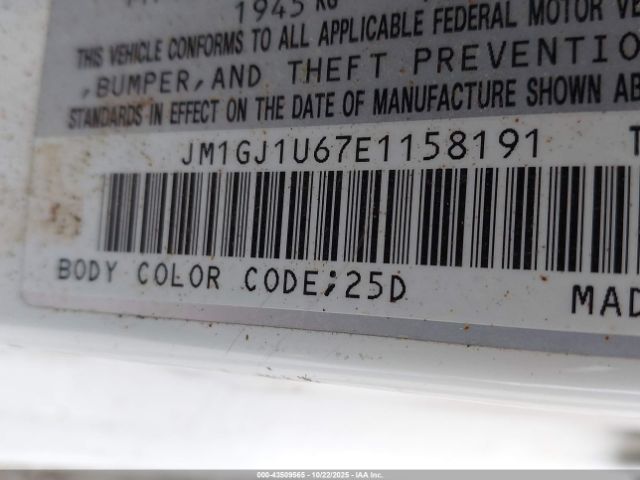 1945 KG
THIS VEHICLE CONFORMS TO ALL APPLICABLE FEDERAL MOTOR VE
,BUMPER,AND THEFT PREVENTIO
STANDARDS IN EFFECT ON THE DATE OF MANUFACTURE SHOWN AB
JM1GJ1U67E1158191 T
BODY COLOR CODE;25D MAD
000-43509565 - 10/22/2025 - IAA Inc.